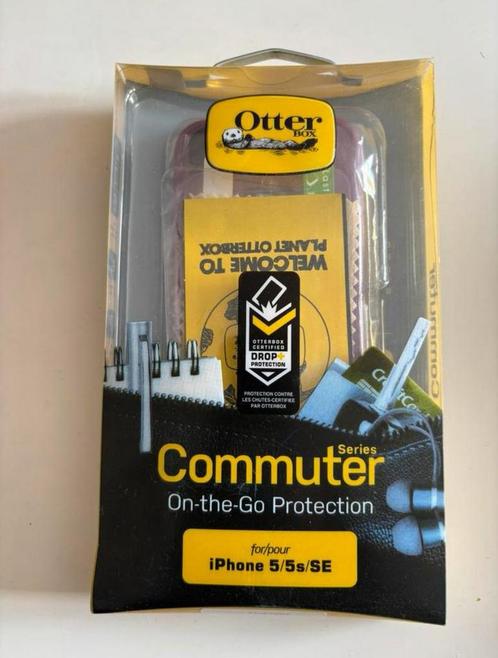 Otter
BOX
WELCOME TO
PLANET OTTERBOX
OTTERBOX
CERTIFIED
DROP+
PROTECTION
PROTECTION CONTRE
LES CHUTES-CERTIFIÉE
PAR OTTERBOX
Commuter
Series
Commuter
On-the-Go Protection
for/pour
iPhone 5/5s/SE